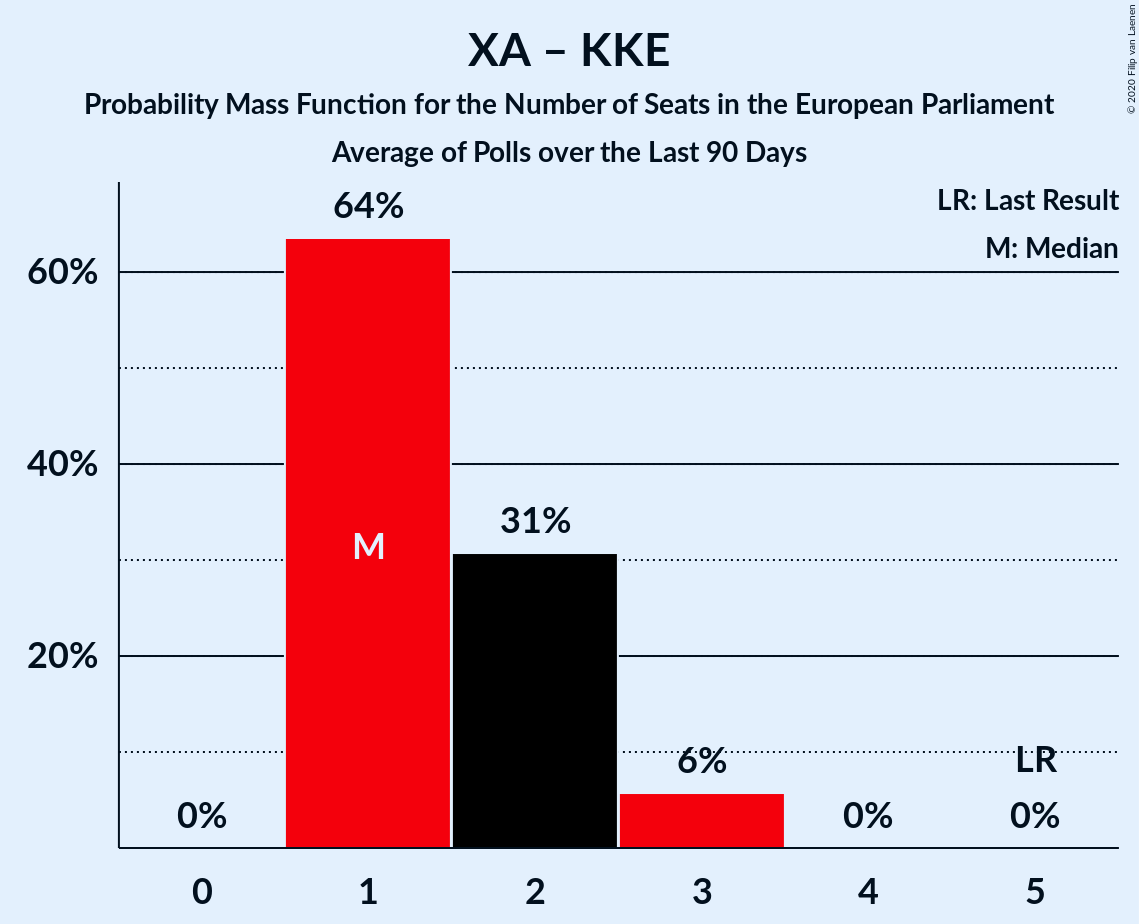 XA – KKE
Probability Mass Function for the Number of Seats in the European Parliament
Average of Polls over the Last 90 Days
© 2020 Filip van Laenen
LR: Last Result
M: Median
64%
60%
40%
31%
M
20%
6%
LR
0%
0%
0%
0
1
2
3
4
5